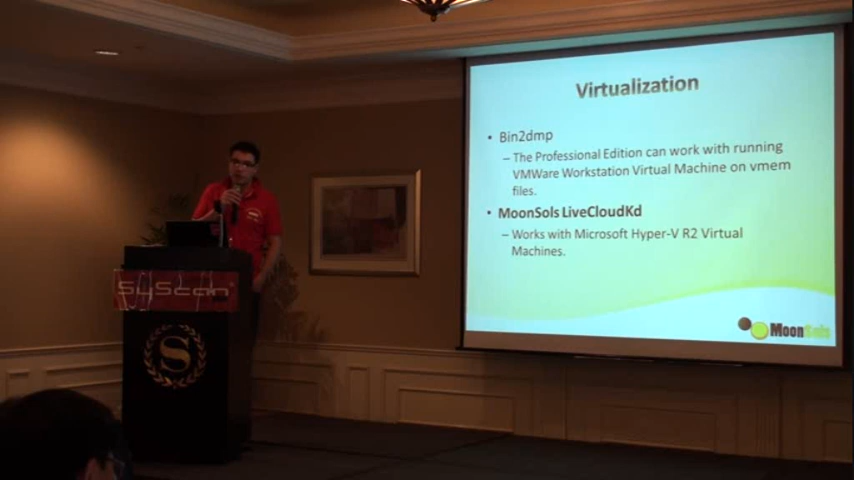 Virtualization
• Bin2dmp
– The Professional Edition can work with running
VMWare Workstation Virtual Machine on vmem
files.
• MoonSols LiveCloudKd
– Works with Microsoft Hyper-V R2 Virtual
Machines.
MoonSols
SyScan
S